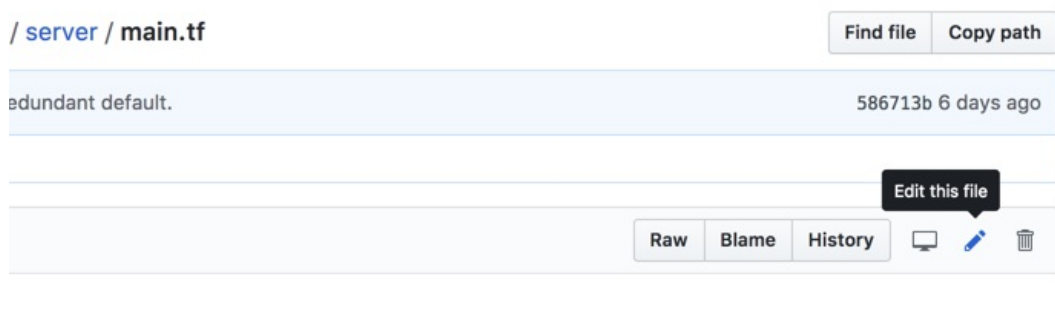 / server / main.tf Find file Copy path
edundant default. 586713b 6 days ago
Edit this file
Raw Blame History